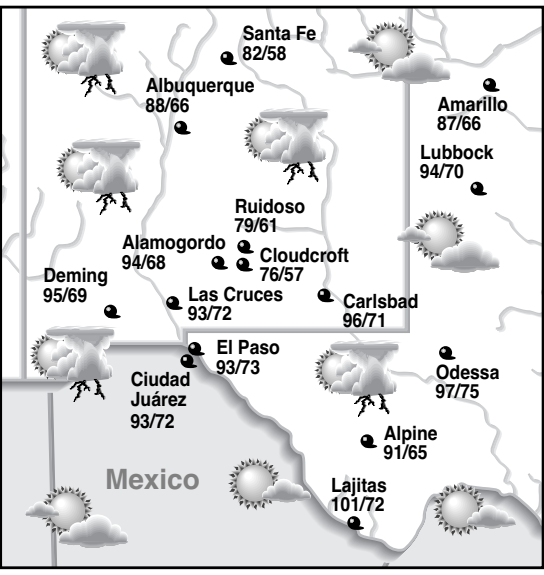 Santa Fe
82/58
Albuquerque
88/66
Amarillo
87/66
Lubbock
94/70
Ruidoso
79/61
Alamogordo
94/68
Cloudcroft
76/57
Deming
95/69
Las Cruces
93/72
Carlsbad
96/71
El Paso
93/73
Ciudad
Juárez
93/72
Odessa
97/75
Alpine
91/65
Mexico
Lajitas
101/72